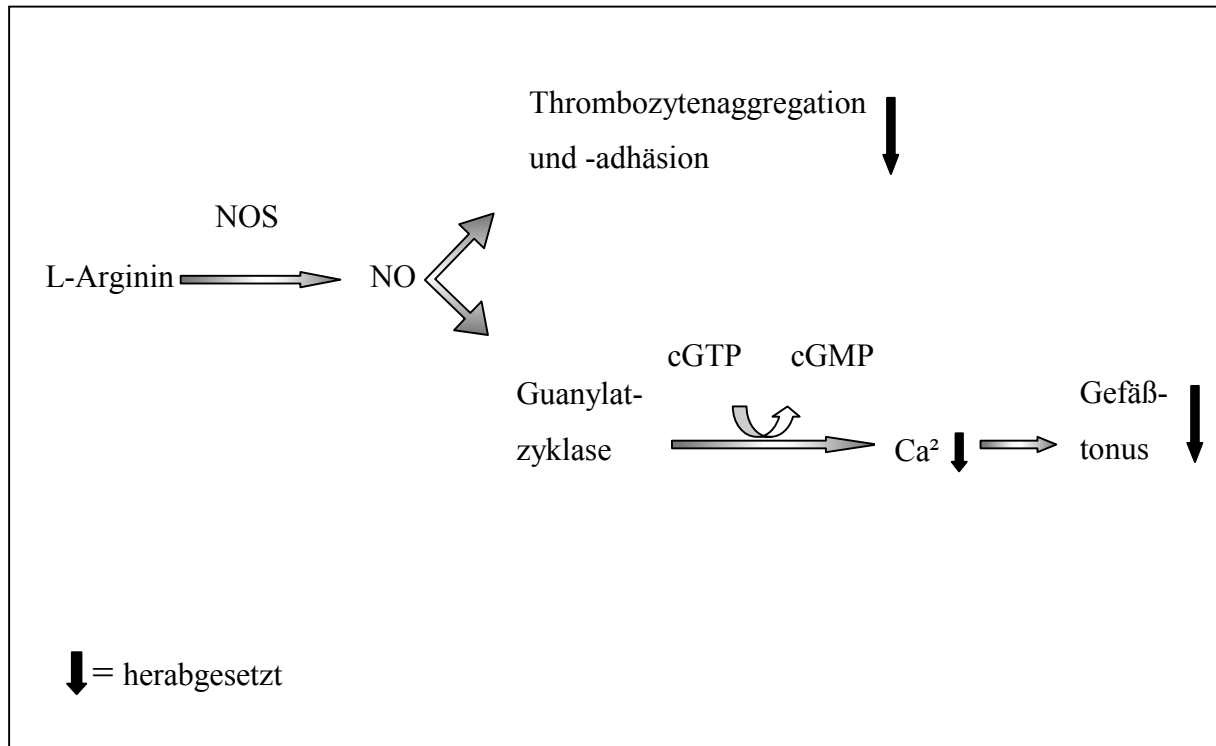 Thrombozytenaggregation
und -adhäsion
NOS
L-Arginin
NO
cGTP
cGMP
Guanylat-
zyklase
Ca²
Gefäß-
tonus
= herabgesetzt